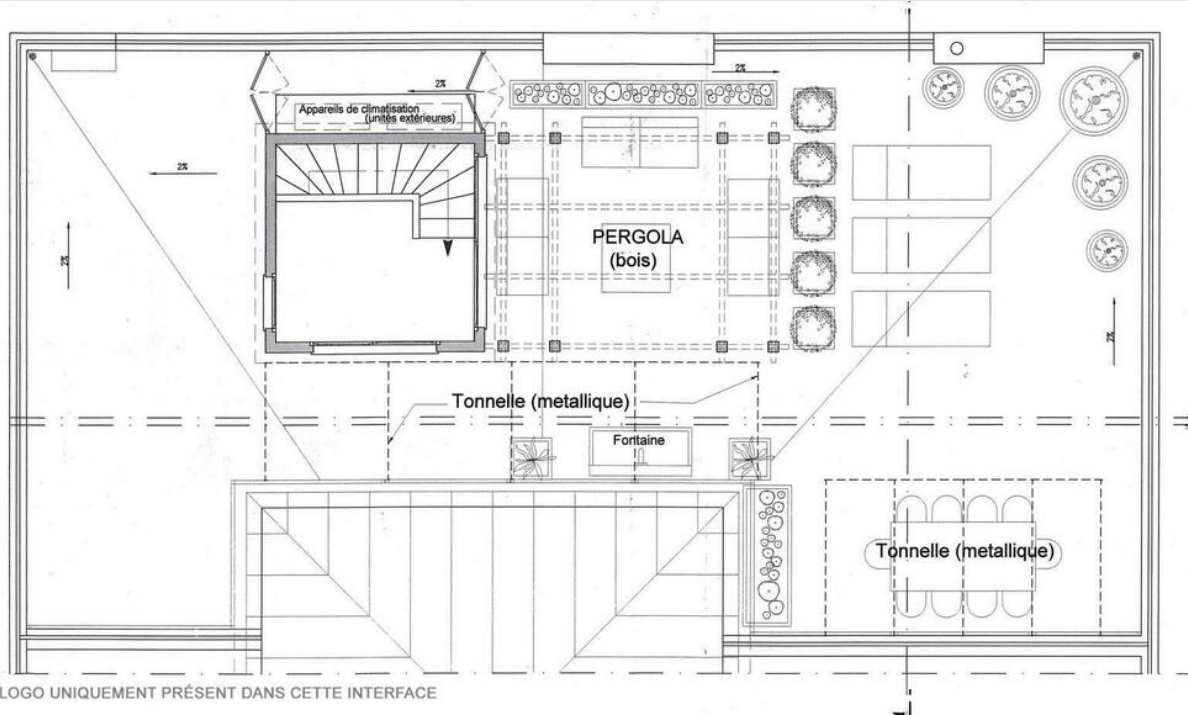 2%
2%
Appareils de climatisation
(unités extérieures)
2%
2%
PERGOLA
(bois)
2%
Tonnelle (metallique)
Fontaine
Tonnelle (metallique)
LOGO UNIQUEMENT PRÉSENT DANS CETTE INTERFACE